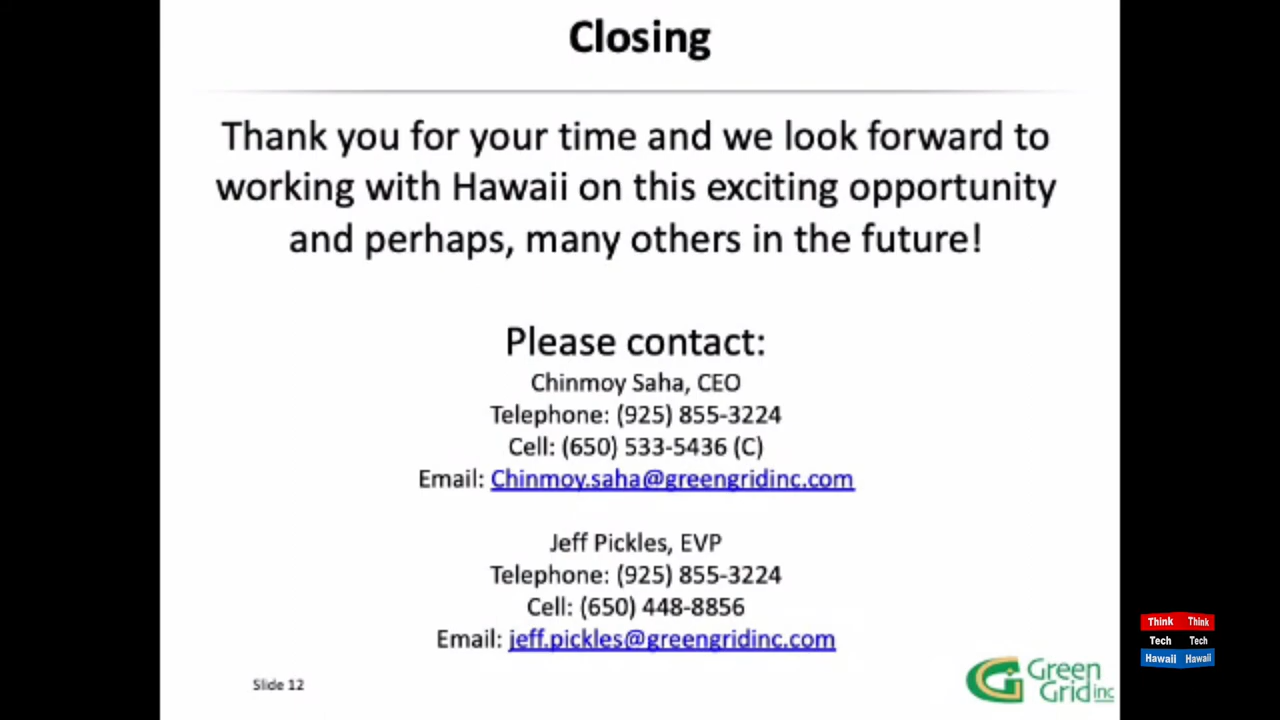 Closing
Thank you for your time and we look forward to
working with Hawaii on this exciting opportunity
and perhaps, many others in the future!
Please contact:
Chinmoy Saha, CEO
Telephone: (925) 855-3224
Cell: (650) 533-5436 (C)
Email: Chinmoy.saha@greengridinc.com
Jeff Pickles, EVP
Telephone: (925) 855-3224
Cell: (650) 448-8856
Email: jeff.pickles@greengridinc.com
Slide 12
Green
Grid inc
Think Think
Tech Tech
Hawaii Hawaii